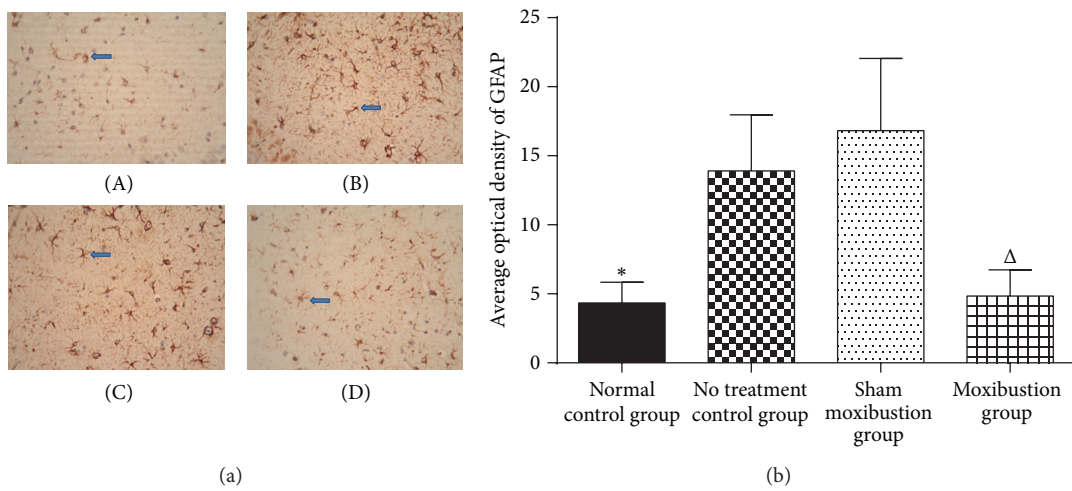 (A)
(B)
(C)
(D)
(a)
Average optical density of GFAP
25
20
15
10
5
0
*
Δ
Normal
control group
No treatment
control group
Sham
moxibustion
group
Moxibustion
group
(b)